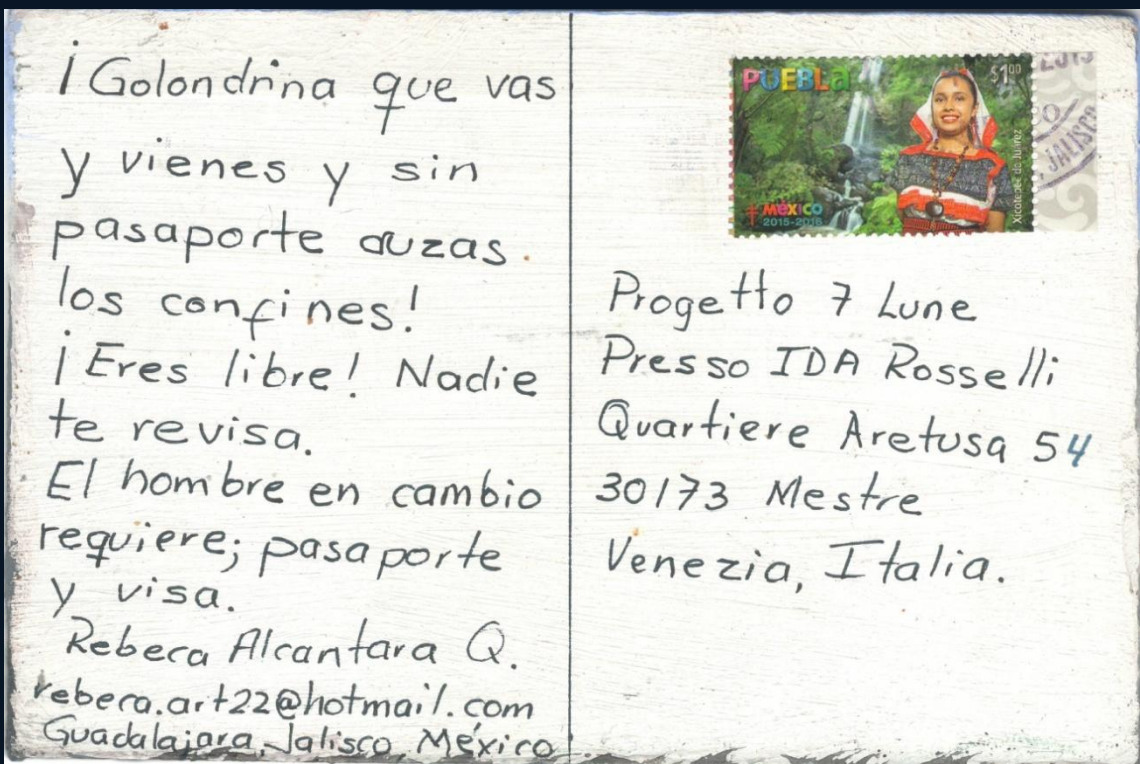 ¡Golondrina que vas
y vienes y sin
pasaporte cruzas
los confines!
¡Eres libre! Nadie
te revisa.
El hombre en cambio
requiere; pasaporte
y visa.
Rebeca Alcantara Q.
rebeca.art22@hotmail.com
Guadalajara, Jalisco, México
PUEBLA
$1.00
Xicotepec de Juárez
MÉXICO
2015-2016
JALISCO
Progetto 7 Lune
Presso IDA Rosselli
Quartiere Aretusa 54
30173 Mestre
Venezia, Italia.